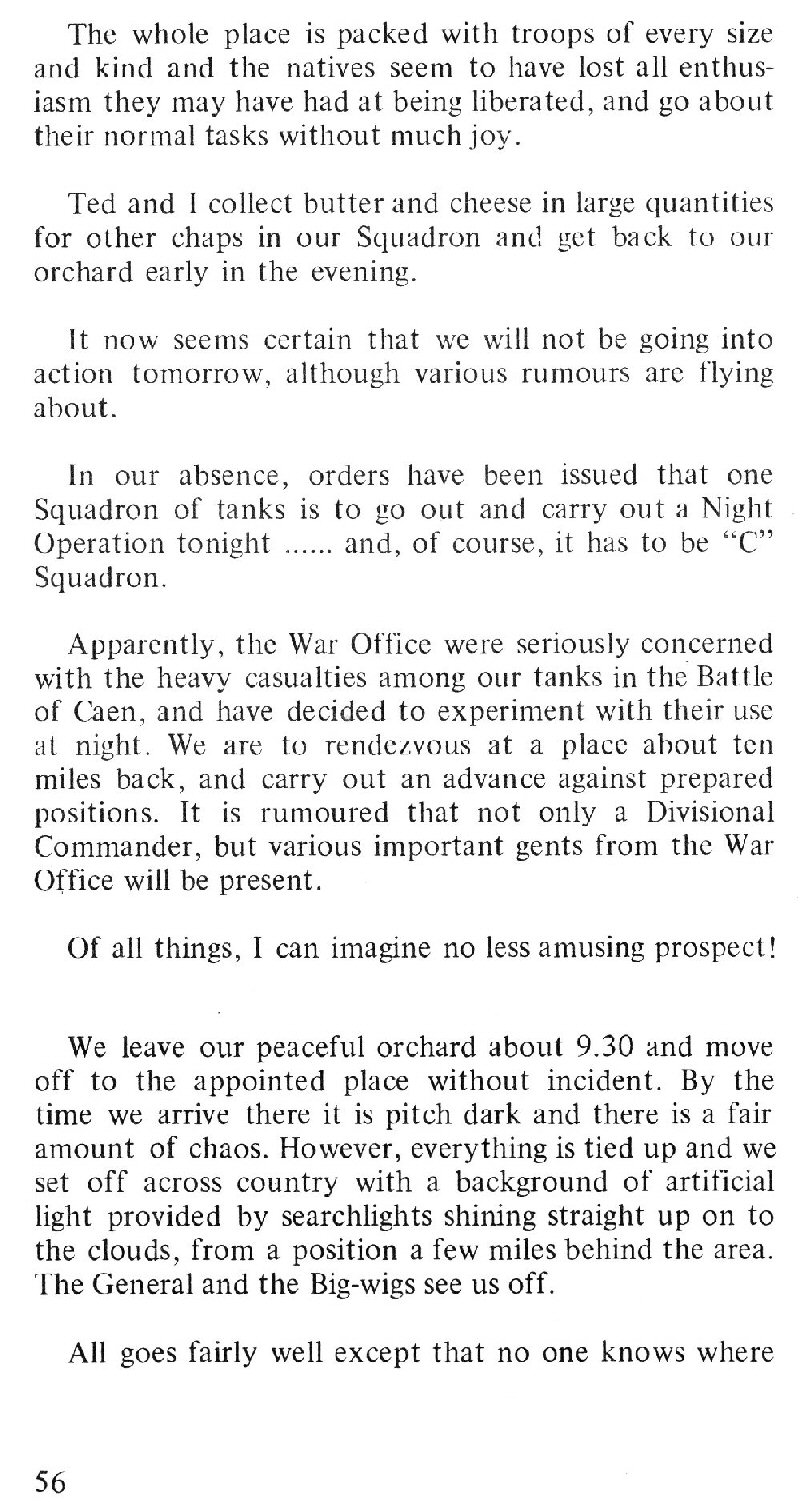 The whole place is packed with troops of every size
and kind and the natives seem to have lost all enthus-
iasm they may have had at being liberated, and go about
their normal tasks without much joy.
Ted and I collect butter and cheese in large quantities
for other chaps in our Squadron and get back to our
orchard early in the evening.
It now seems certain that we will not be going into
action tomorrow, although various rumours are flying
about.
In our absence, orders have been issued that one
Squadron of tanks is to go out and carry out a Night
Operation tonight ...... and, of course, it has to be “C”
Squadron.
Apparently, the War Office were seriously concerned
with the heavy casualties among our tanks in the Battle
of Caen, and have decided to experiment with their use
at night. We are to rendezvous at a place about ten
miles back, and carry out an advance against prepared
positions. It is rumoured that not only a Divisional
Commander, but various important gents from the War
Office will be present.
Of all things, I can imagine no less amusing prospect!
We leave our peaceful orchard about 9.30 and move
off to the appointed place without incident. By the
time we arrive there it is pitch dark and there is a fair
amount of chaos. However, everything is tied up and we
set off across country with a background of artificial
light provided by searchlights shining straight up on to
the clouds, from a position a few miles behind the area.
The General and the Big-wigs see us off.
All goes fairly well except that no one knows where
56